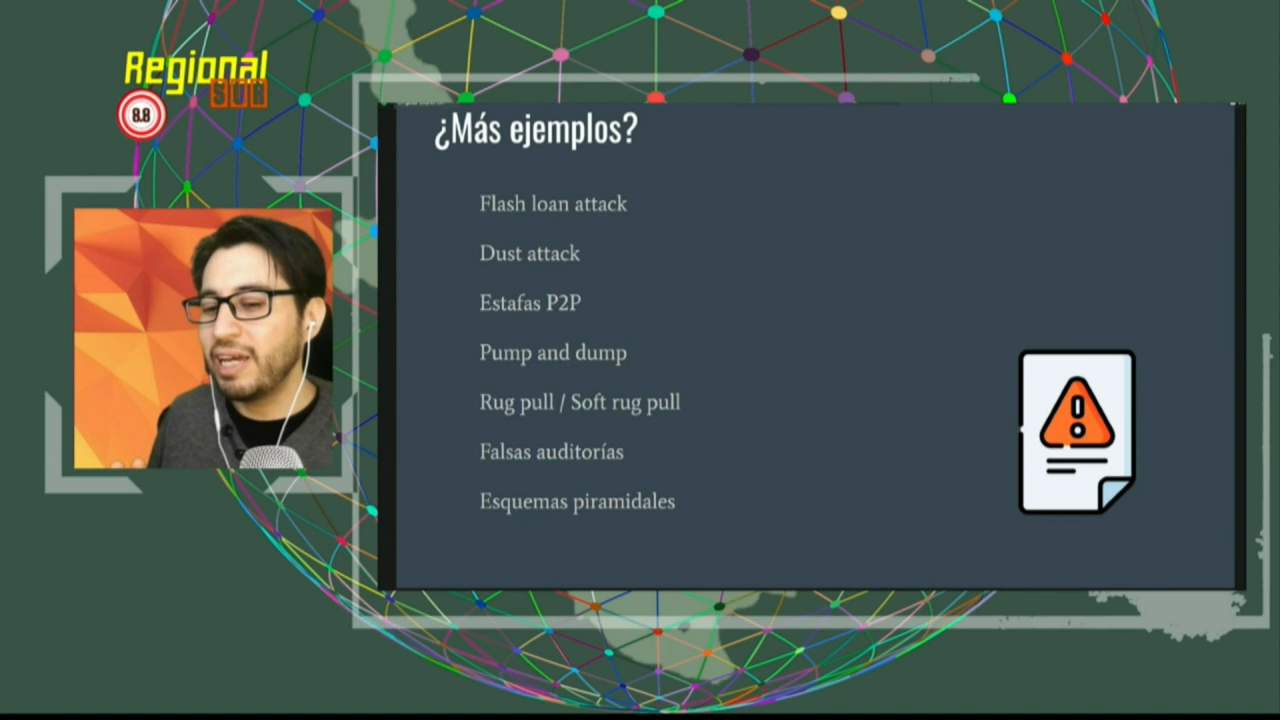 Regional
SUR
8.8
¿Más ejemplos?
Flash loan attack
Dust attack
Estafas P2P
Pump and dump
Rug pull / Soft rug pull
Falsas auditorías
Esquemas piramidales